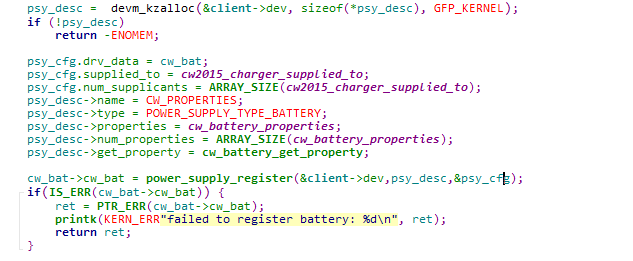 psy_desc =  devm_kzalloc(&client->dev, sizeof(*psy_desc), GFP_KERNEL);
if (!psy_desc)
    return -ENOMEM;
psy_cfg.drv_data = cw_bat;
psy_cfg.supplied_to = cw2015_charger_supplied_to;
psy_cfg.num_supplicants = ARRAY_SIZE(cw2015_charger_supplied_to);
psy_desc->name = CW_PROPERTIES;
psy_desc->type = POWER_SUPPLY_TYPE_BATTERY;
psy_desc->properties = cw_battery_properties;
psy_desc->num_properties = ARRAY_SIZE(cw_battery_properties);
psy_desc->get_property = cw_battery_get_property;
cw_bat->cw_bat = power_supply_register(&client->dev,psy_desc,&psy_cfg);
if(IS_ERR(cw_bat->cw_bat)) {
    ret = PTR_ERR(cw_bat->cw_bat);
    printk(KERN_ERR"failed to register battery: %d\n", ret);
    return ret;
}